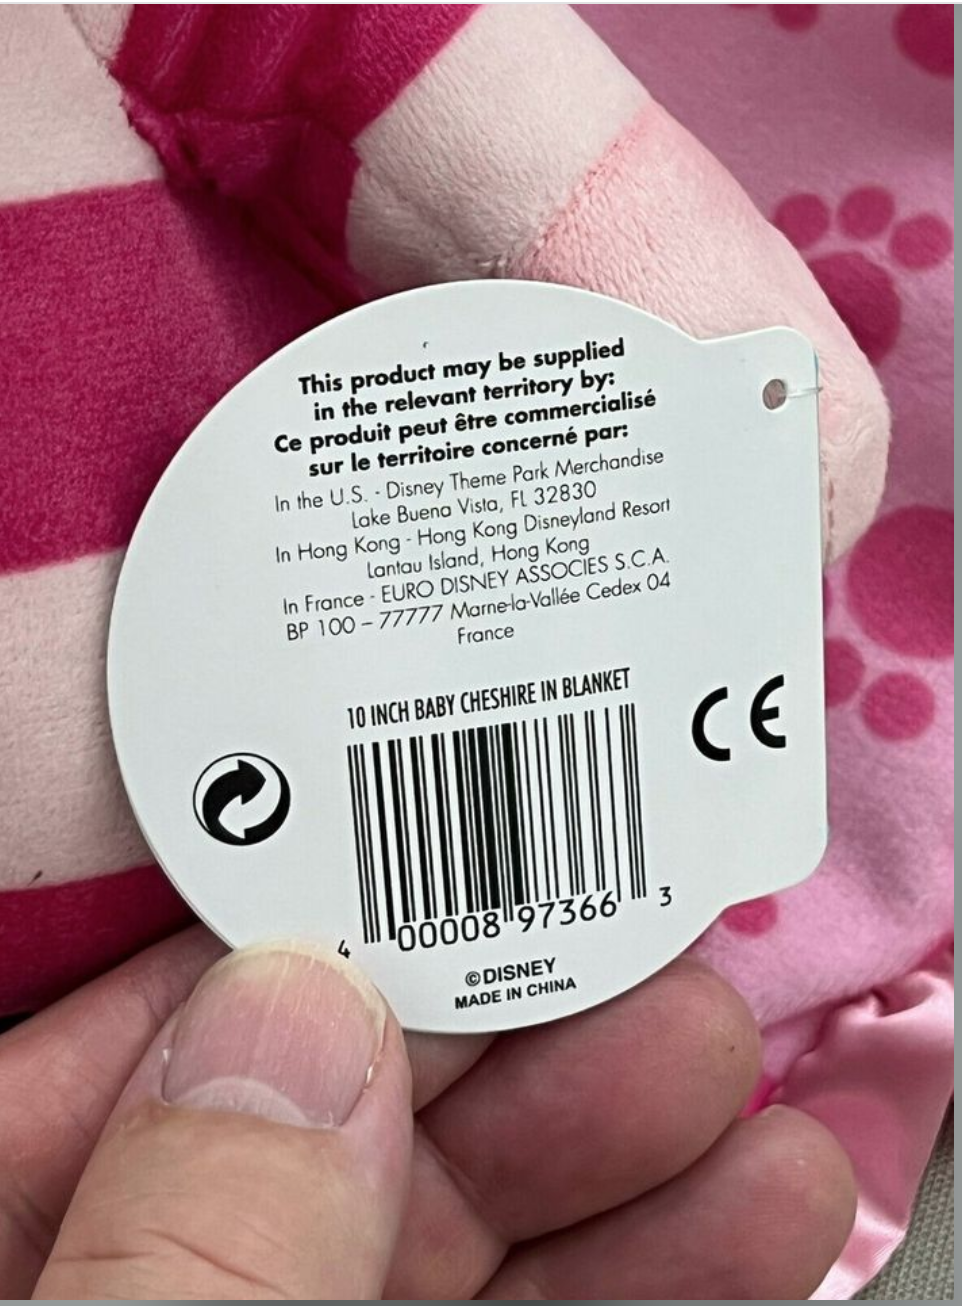 This product may be supplied
in the relevant territory by:
Ce produit peut être commercialisé
sur le territoire concerné par:
In the U.S. - Disney Theme Park Merchandise
Lake Buena Vista, FL 32830
In Hong Kong - Hong Kong Disneyland Resort
Lantau Island, Hong Kong
In France - EURO DISNEY ASSOCIES S.C.A.
BP 100 – 77777 Marne-la-Vallée Cedex 04
France
10 INCH BABY CHESHIRE IN BLANKET
CE
4 00008 97366 3
©DISNEY
MADE IN CHINA